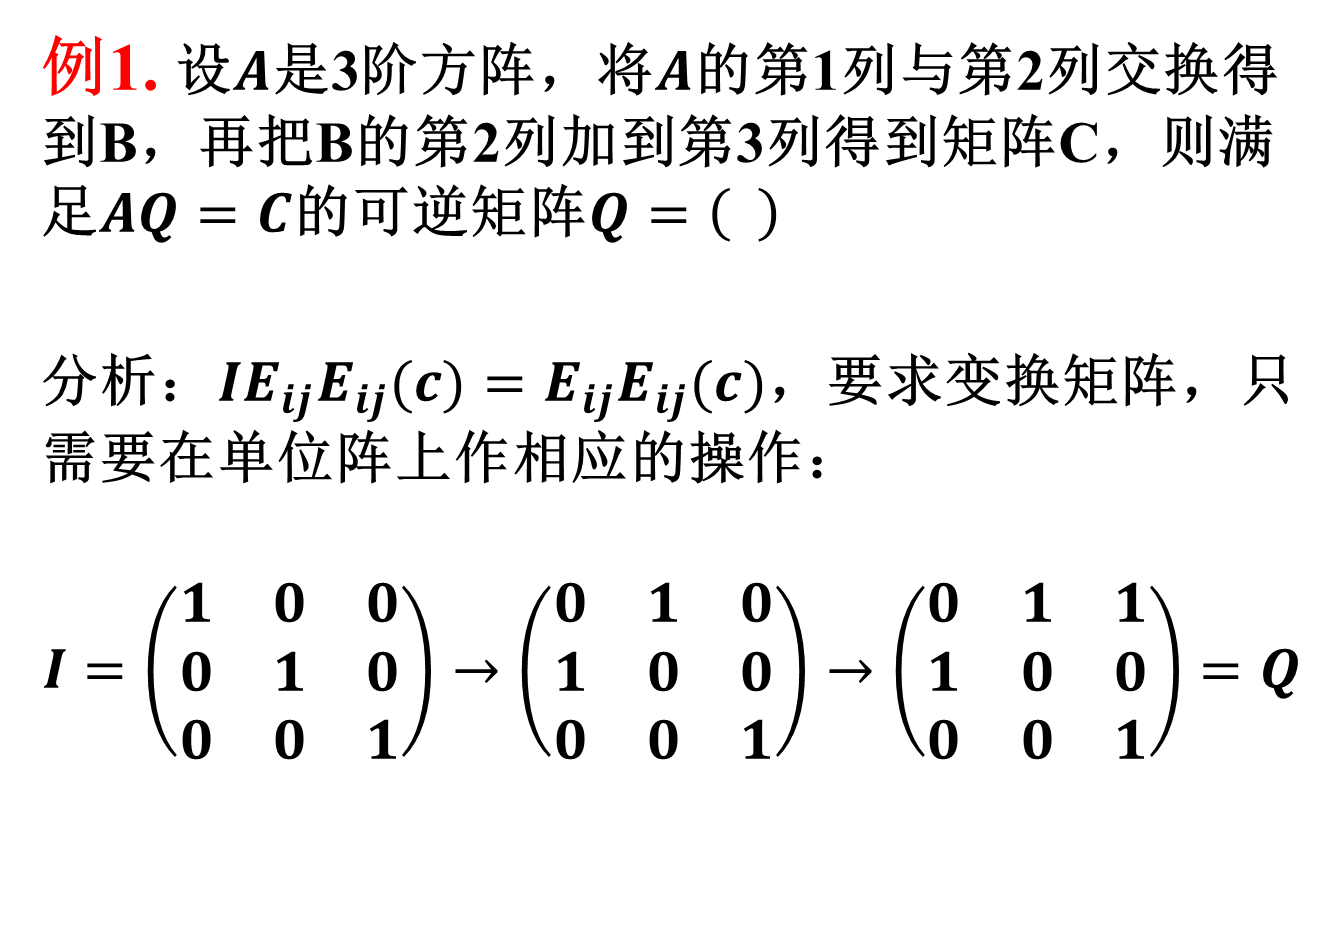 例1. 设A是3阶方阵，将A的第1列与第2列交换得
到B，再把B的第2列加到第3列得到矩阵C，则满
足AQ = C的可逆矩阵Q = ( )
分析：IE_{ij}E_{ij}(c) = E_{ij}E_{ij}(c)，要求变换矩阵，只
需要在单位阵上作相应的操作：
1 0 0 0 1 0 0 1 1
I = 0 1 0 → 1 0 0 → 1 0 0 = Q
0 0 1 0 0 1 0 0 1